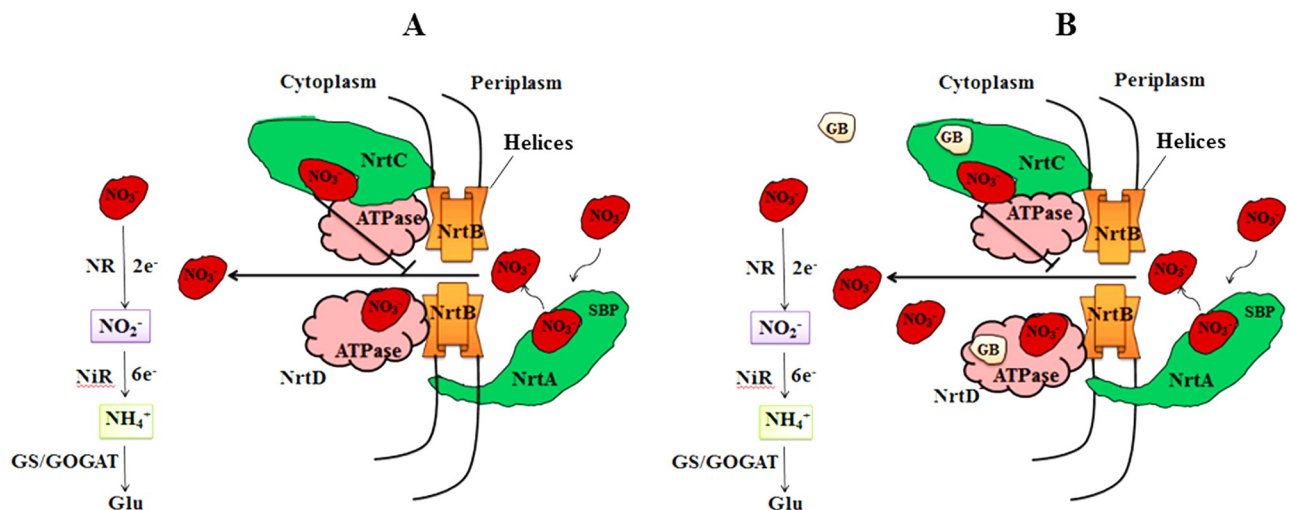 A
Cytoplasm
Periplasm
Helices
NrtC
NO₃⁻
ATPase
NrtB
NO₃⁻
NO₃⁻
NR
2e⁻
NO₃⁻
NO₃⁻
SBP
NO₂⁻
NO₃⁻
NrtB
NO₃⁻
ATPase
NiR
6e⁻
NrtD
NrtA
NH₄⁺
GS/GOGAT
Glu
B
Cytoplasm
Periplasm
GB
GB
Helices
NrtC
NO₃⁻
NO₃⁻
ATPase
NrtB
NO₃⁻
NR
2e⁻
NO₃⁻
NO₃⁻
SBP
NO₂⁻
NO₃⁻
NO₃⁻
NrtB
NO₃⁻
GB
ATPase
NiR
6e⁻
NrtD
NrtA
NH₄⁺
GS/GOGAT
Glu